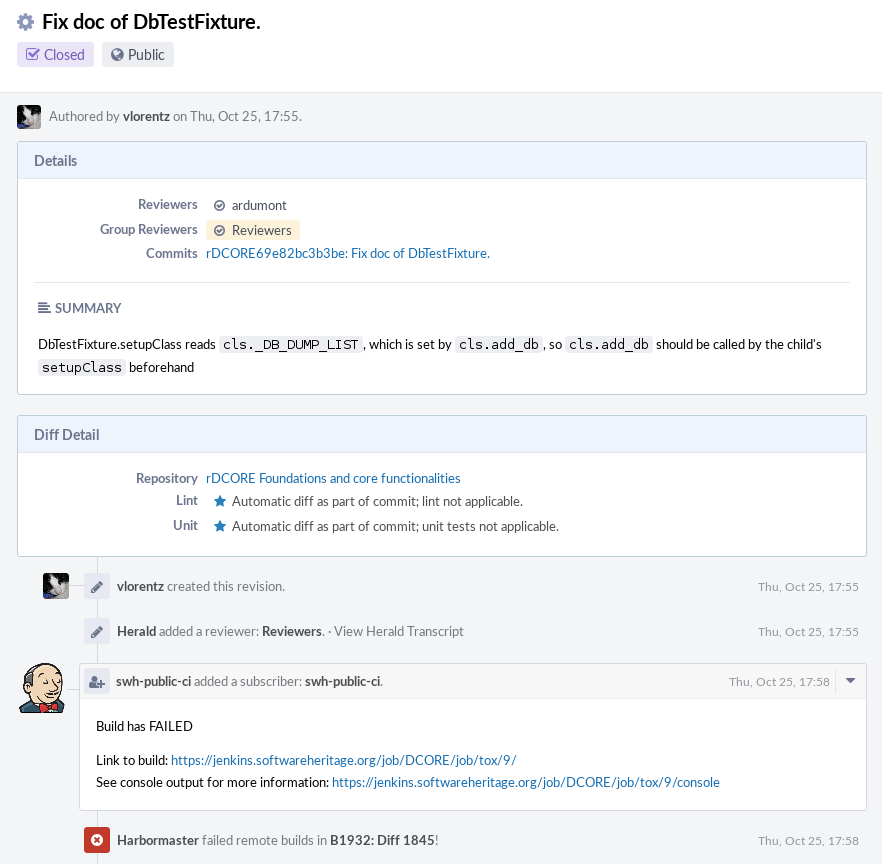 Fix doc of DbTestFixture.
Closed Public
Authored by vlorentz on Thu, Oct 25, 17:55.
Details
Reviewers ardumont
Group Reviewers Reviewers
Commits rDCORE69e82bc3b3be: Fix doc of DbTestFixture.
SUMMARY
DbTestFixture.setupClass reads cls._DB_DUMP_LIST, which is set by cls.add_db, so cls.add_db should be called by the child's
setupClass beforehand
Diff Detail
Repository rDCORE Foundations and core functionalities
Lint Automatic diff as part of commit; lint not applicable.
Unit Automatic diff as part of commit; unit tests not applicable.
vlorentz created this revision. Thu, Oct 25, 17:55
Herald added a reviewer: Reviewers. · View Herald Transcript Thu, Oct 25, 17:55
swh-public-ci added a subscriber: swh-public-ci. Thu, Oct 25, 17:58
Build has FAILED
Link to build: https://jenkins.softwareheritage.org/job/DCORE/job/tox/9/
See console output for more information: https://jenkins.softwareheritage.org/job/DCORE/job/tox/9/console
Harbormaster failed remote builds in B1932: Diff 1845! Thu, Oct 25, 17:58